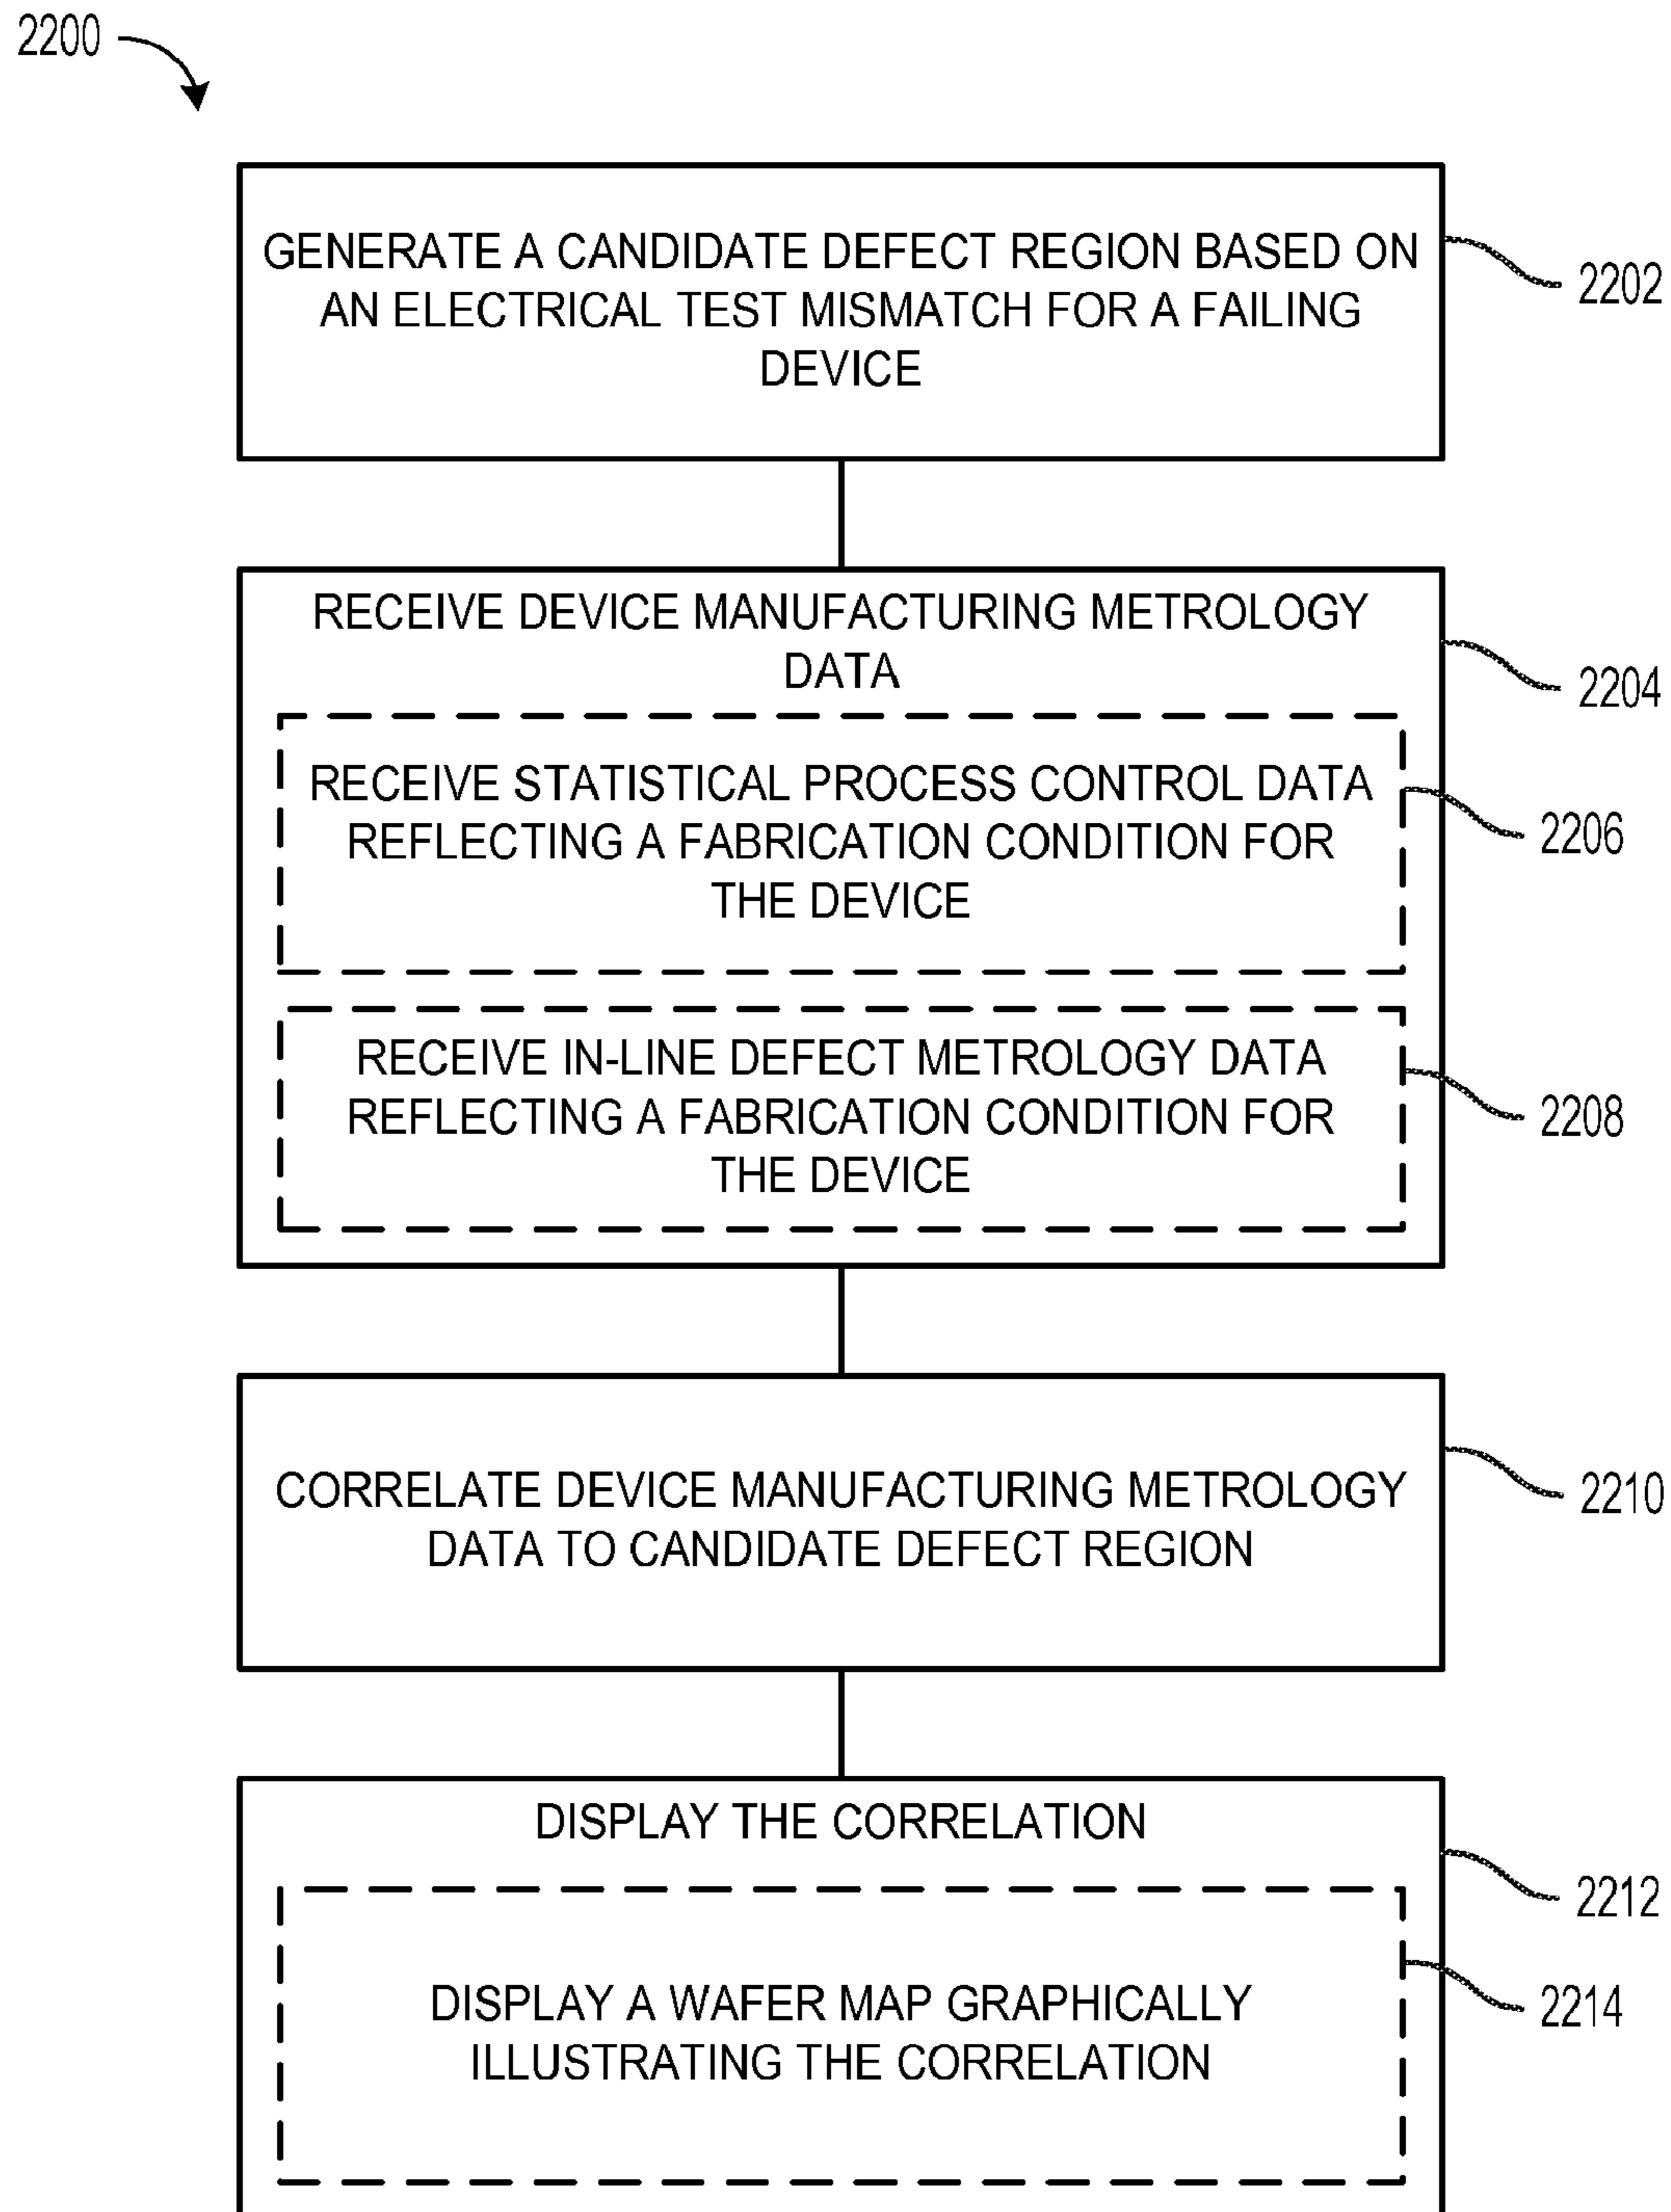 2200
GENERATE A CANDIDATE DEFECT REGION BASED ON
AN ELECTRICAL TEST MISMATCH FOR A FAILING
DEVICE
2202
RECEIVE DEVICE MANUFACTURING METROLOGY
DATA
2204
RECEIVE STATISTICAL PROCESS CONTROL DATA
REFLECTING A FABRICATION CONDITION FOR
THE DEVICE
2206
RECEIVE IN-LINE DEFECT METROLOGY DATA
REFLECTING A FABRICATION CONDITION FOR
THE DEVICE
2208
CORRELATE DEVICE MANUFACTURING METROLOGY
DATA TO CANDIDATE DEFECT REGION
2210
DISPLAY THE CORRELATION
2212
DISPLAY A WAFER MAP GRAPHICALLY
ILLUSTRATING THE CORRELATION
2214